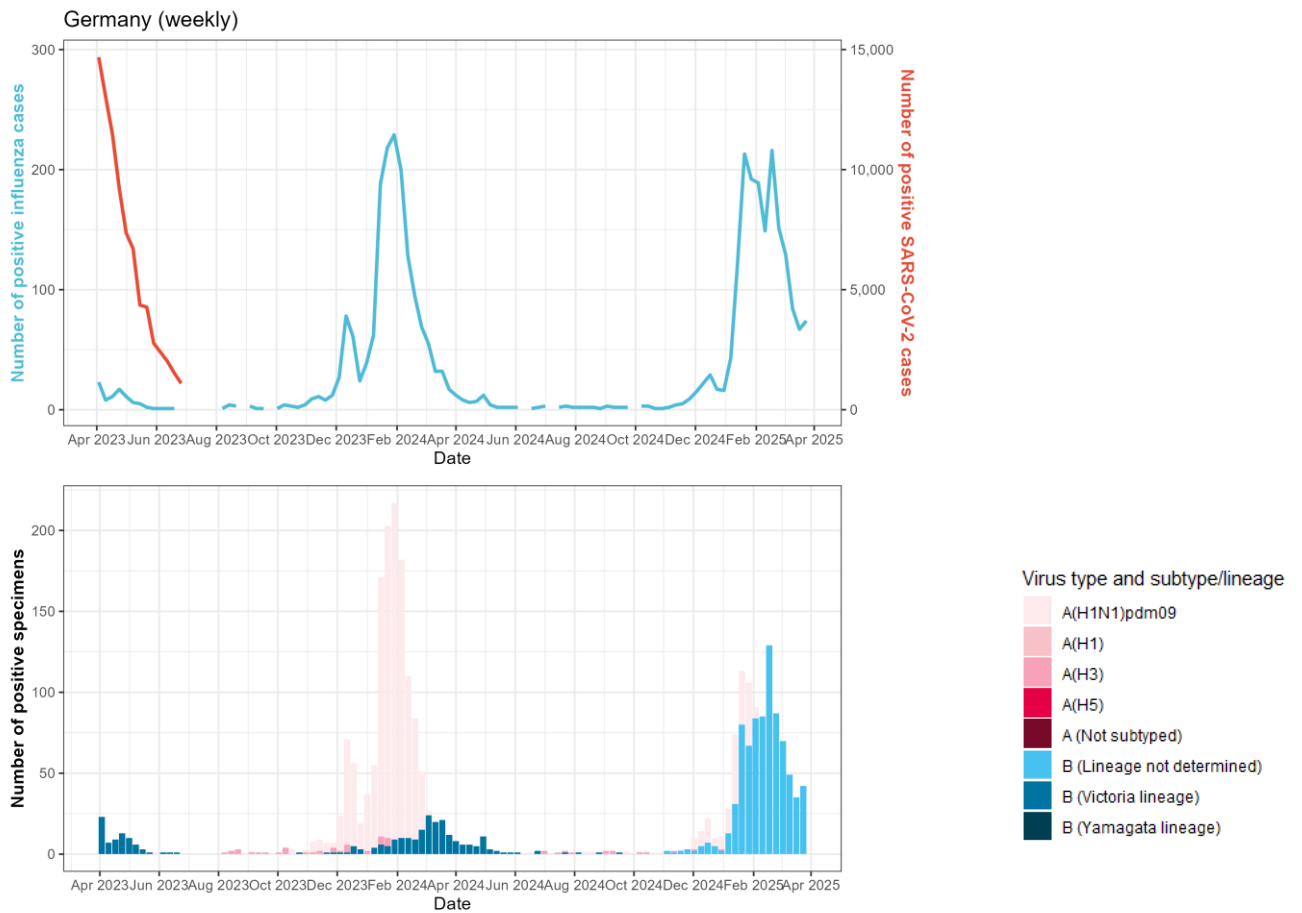 Germany (weekly)
Number of positive influenza cases
300
200
100
0
15,000
10,000
5,000
0
Number of positive SARS-CoV-2 cases
Apr 2023 Jun 2023 Aug 2023 Oct 2023 Dec 2023 Feb 2024 Apr 2024 Jun 2024 Aug 2024 Oct 2024 Dec 2024 Feb 2025 Apr 2025
Date
Number of positive specimens
200
150
100
50
0
Apr 2023 Jun 2023 Aug 2023 Oct 2023 Dec 2023 Feb 2024 Apr 2024 Jun 2024 Aug 2024 Oct 2024 Dec 2024 Feb 2025 Apr 2025
Date
Virus type and subtype/lineage
A(H1N1)pdm09
A(H1)
A(H3)
A(H5)
A (Not subtyped)
B (Lineage not determined)
B (Victoria lineage)
B (Yamagata lineage)